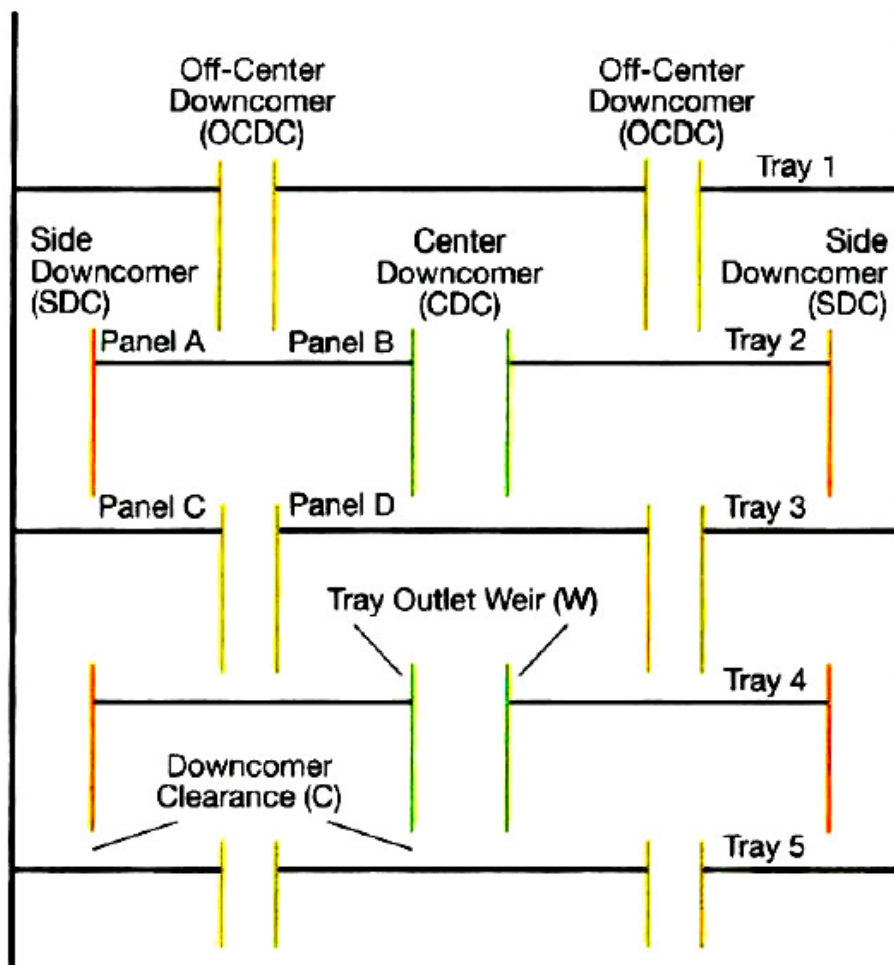 Off-Center
Downcomer
(OCDC)
Off-Center
Downcomer
(OCDC)
Tray 1
Side
Downcomer
(SDC)
Center
Downcomer
(CDC)
Side
Downcomer
(SDC)
Panel A
Panel B
Tray 2
Panel C
Panel D
Tray 3
Tray Outlet Weir (W)
Tray 4
Downcomer
Clearance (C)
Tray 5